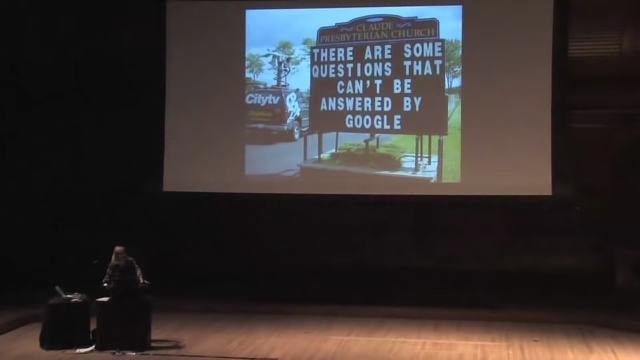 CLAUDE
PRESBYTERIAN CHURCH
THERE ARE SOME
QUESTIONS THAT
CAN'T BE
ANSWERED BY
GOOGLE
Citytv